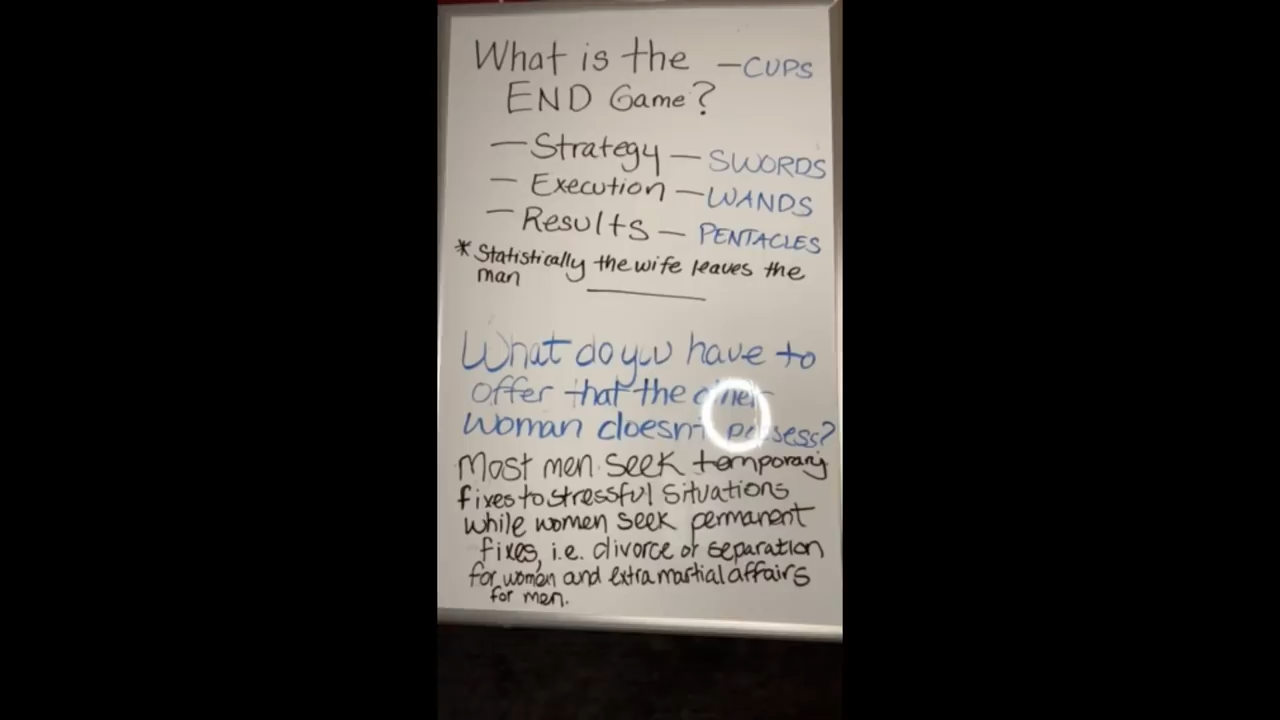 What is the — CUPS
END Game?
— Strategy — SWORDS
— Execution — WANDS
— Results — PENTACLES
* Statistically the wife leaves the
man
What do you have to
offer that the other
woman doesn't possess?
Most men seek temporary
fixes to stressful situations
while women seek permanent
fixes, i.e. divorce or separation
for women and extra martial affairs
for men.